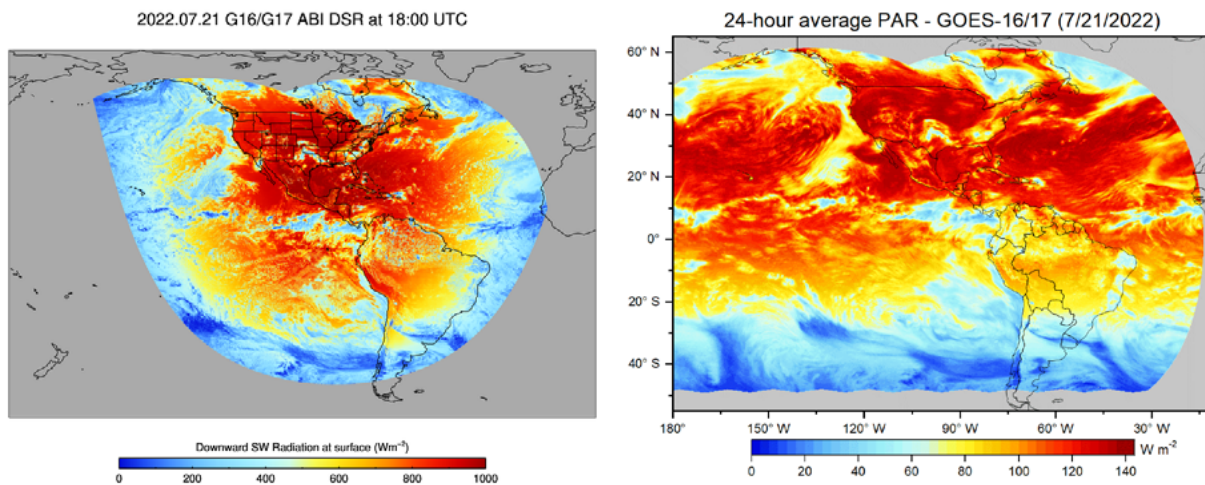 2022.07.21 G16/G17 ABI DSR at 18:00 UTC
Downward SW Radiation at surface (Wm⁻²)
0 200 400 600 800 1000
24-hour average PAR - GOES-16/17 (7/21/2022)
60° N
40° N
20° N
0°
20° S
40° S
180° 150° W 120° W 90° W 60° W 30° W
W m⁻²
0 20 40 60 80 100 120 140